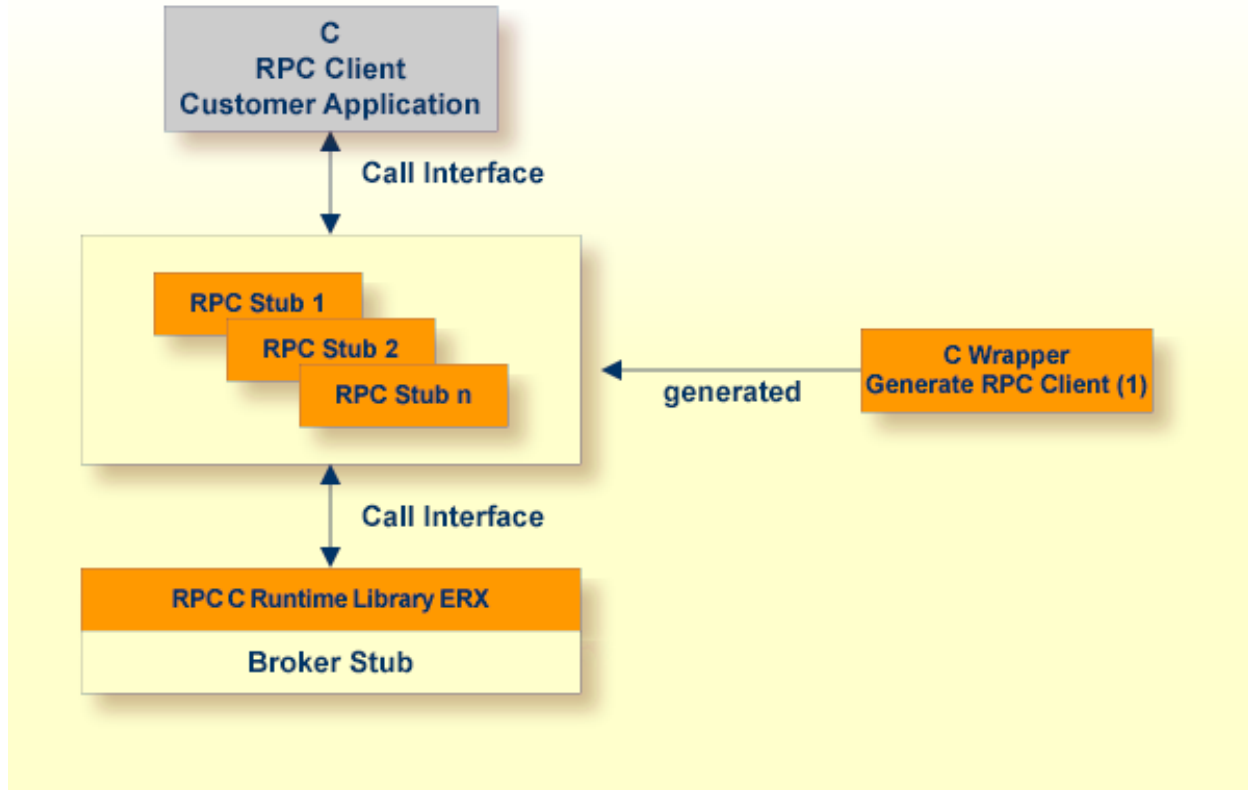 C
RPC Client
Customer Application
Call Interface
RPC Stub 1
RPC Stub 2
RPC Stub n
generated
C Wrapper
Generate RPC Client (1)
Call Interface
RPC C Runtime Library ERX
Broker Stub